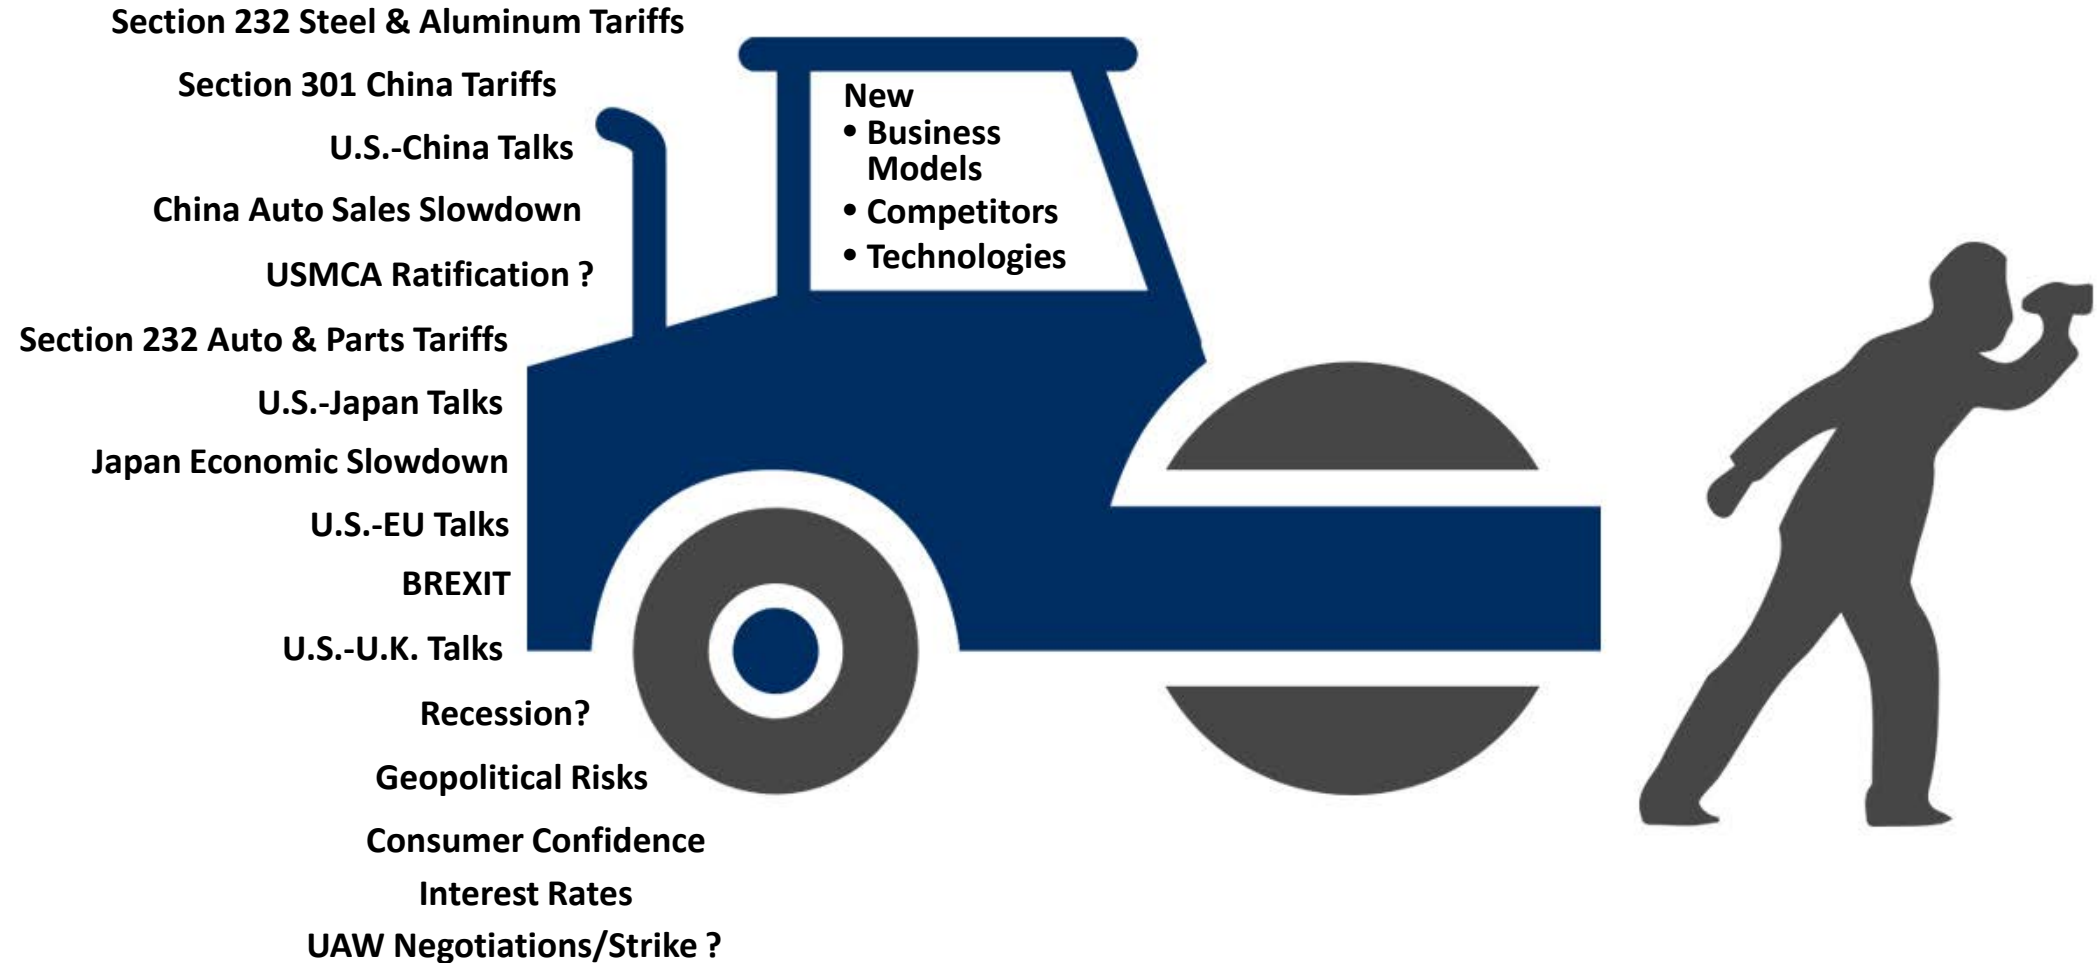 Section 232 Steel & Aluminum Tariffs
Section 301 China Tariffs
U.S.-China Talks
China Auto Sales Slowdown
USMCA Ratification ?
Section 232 Auto & Parts Tariffs
U.S.-Japan Talks
Japan Economic Slowdown
U.S.-EU Talks
BREXIT
U.S.-U.K. Talks
Recession?
Geopolitical Risks
Consumer Confidence
Interest Rates
UAW Negotiations/Strike ?
New
• Business
Models
• Competitors
• Technologies